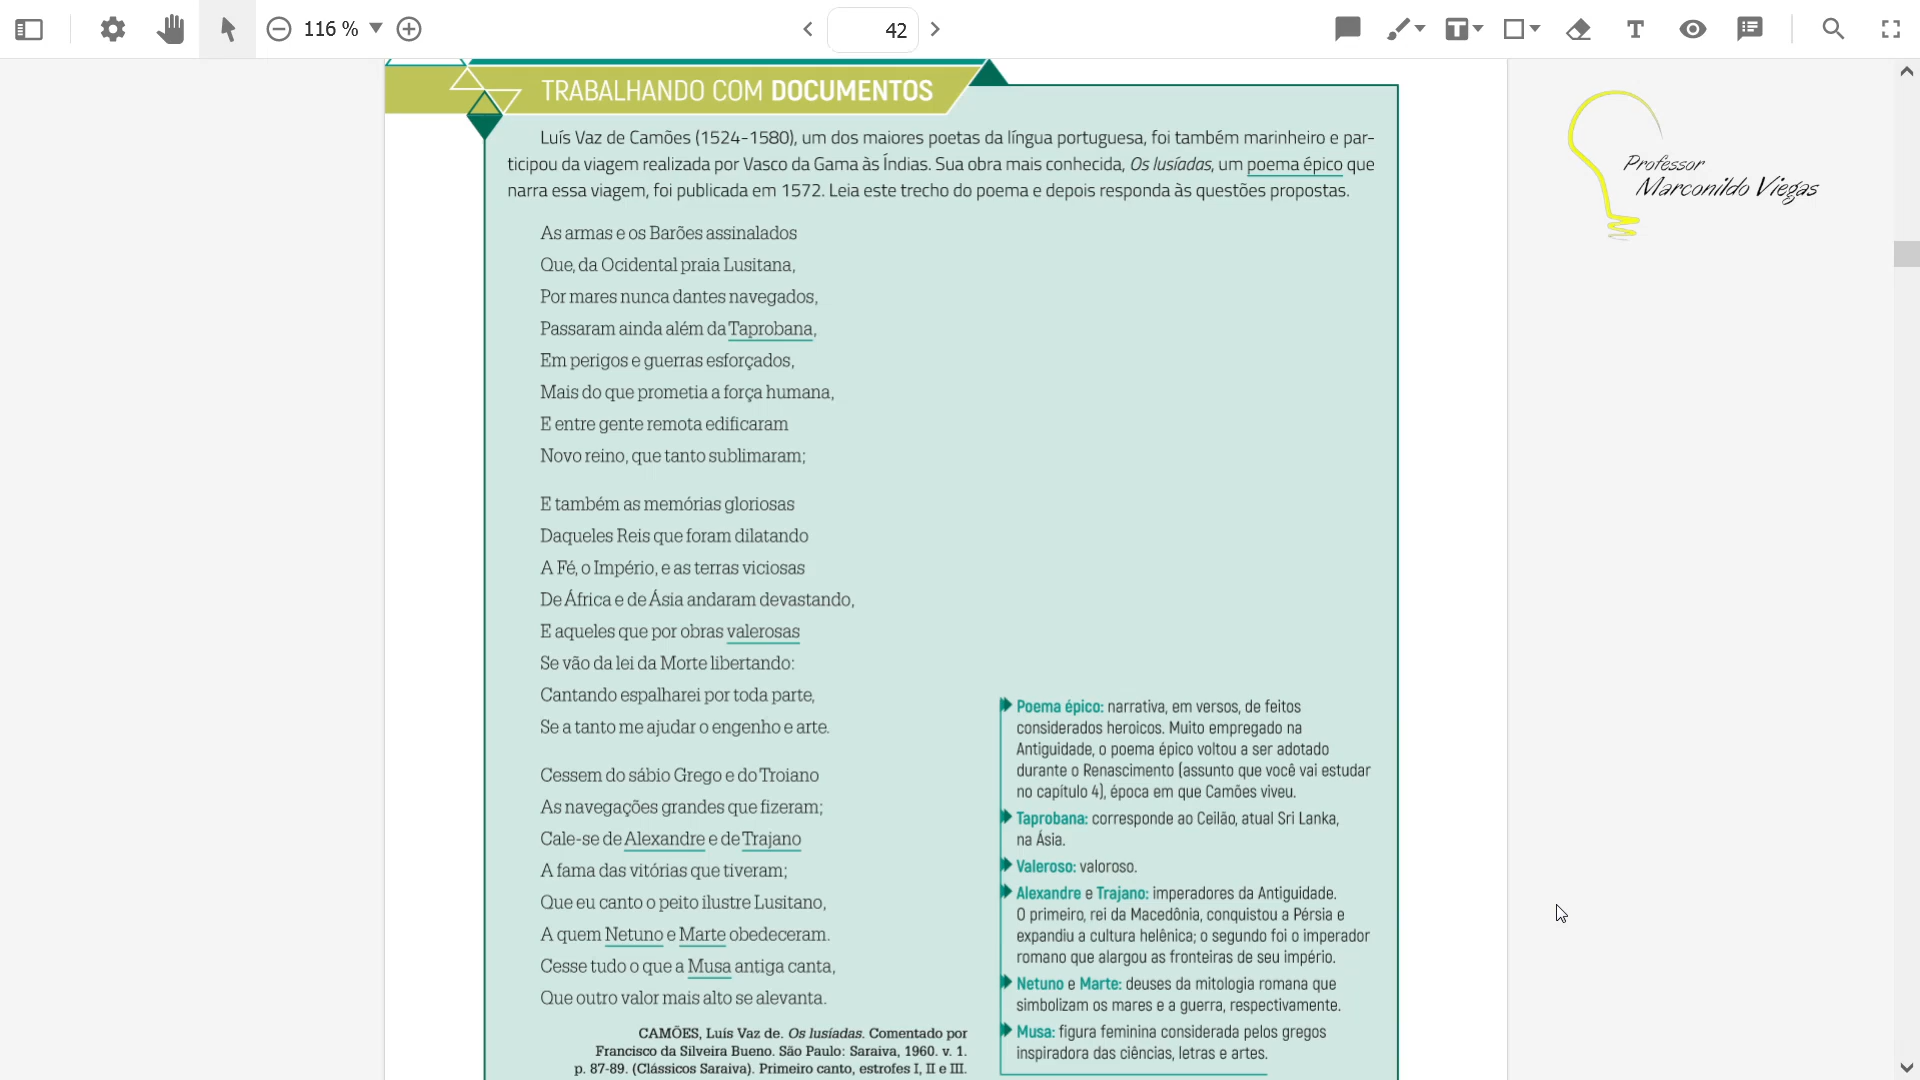 116 %
42
TRABALHANDO COM DOCUMENTOS
Luís Vaz de Camões (1524-1580), um dos maiores poetas da língua portuguesa, foi também marinheiro e par-
ticipou da viagem realizada por Vasco da Gama às Índias. Sua obra mais conhecida, Os lusíadas, um poema épico que
narra essa viagem, foi publicada em 1572. Leia este trecho do poema e depois responda às questões propostas.
Professor
Marconildo Viegas
As armas e os Barões assinalados
Que, da Ocidental praia Lusitana,
Por mares nunca dantes navegados,
Passaram ainda além da Taprobana,
Em perigos e guerras esforçados,
Mais do que prometia a força humana,
E entre gente remota edificaram
Novo reino, que tanto sublimaram;
E também as memórias gloriosas
Daqueles Reis que foram dilatando
A Fé, o Império, e as terras viciosas
De África e de Ásia andaram devastando,
E aqueles que por obras valerosas
Se vão da lei da Morte libertando:
Cantando espalharei por toda parte,
Se a tanto me ajudar o engenho e arte.
Cessem do sábio Grego e do Troiano
As navegações grandes que fizeram;
Cale-se de Alexandre e de Trajano
A fama das vitórias que tiveram;
Que eu canto o peito ilustre Lusitano,
A quem Netuno e Marte obedeceram.
Cesse tudo o que a Musa antiga canta,
Que outro valor mais alto se alevanta.
CAMÕES, Luís Vaz de. Os lusíadas. Comentado por
Francisco da Silveira Bueno. São Paulo: Saraiva, 1960. v. 1.
p. 87-89. (Clássicos Saraiva). Primeiro canto, estrofes I, II e III.
Poema épico: narrativa, em versos, de feitos
considerados heroicos. Muito empregado na
Antiguidade, o poema épico voltou a ser adotado
durante o Renascimento (assunto que você vai estudar
no capítulo 4), época em que Camões viveu.
Taprobana: corresponde ao Ceilão, atual Sri Lanka,
na Ásia.
Valeroso: valoroso.
Alexandre e Trajano: imperadores da Antiguidade.
O primeiro, rei da Macedônia, conquistou a Pérsia e
expandiu a cultura helênica; o segundo foi o imperador
romano que alargou as fronteiras de seu império.
Netuno e Marte: deuses da mitologia romana que
simbolizam os mares e a guerra, respectivamente.
Musa: figura feminina considerada pelos gregos
inspiradora das ciências, letras e artes.